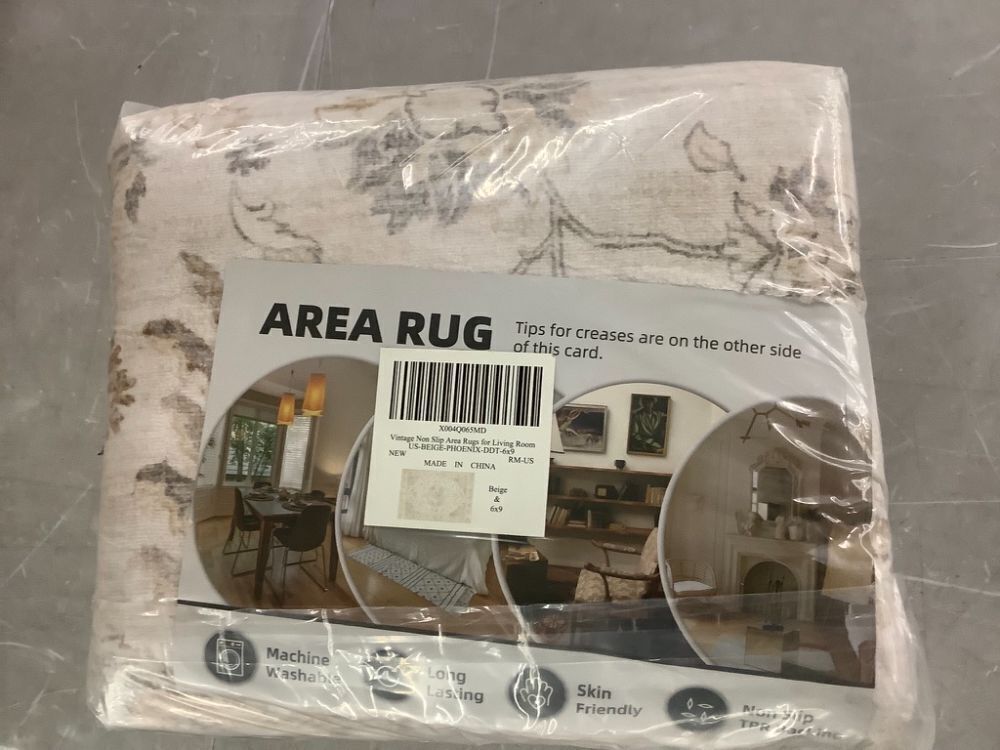 AREA RUG
Tips for creases are on the other side
of this card.
X004Q065MD
Vintage Non Slip Area Rugs for Living Room
US-BEIGE-PHOENIX-DDT-6x9
NEW RM-US
MADE IN CHINA
Beige
&
6x9
Machine
Washable
Long
Lasting
Skin
Friendly
Non Slip
TPR Backing